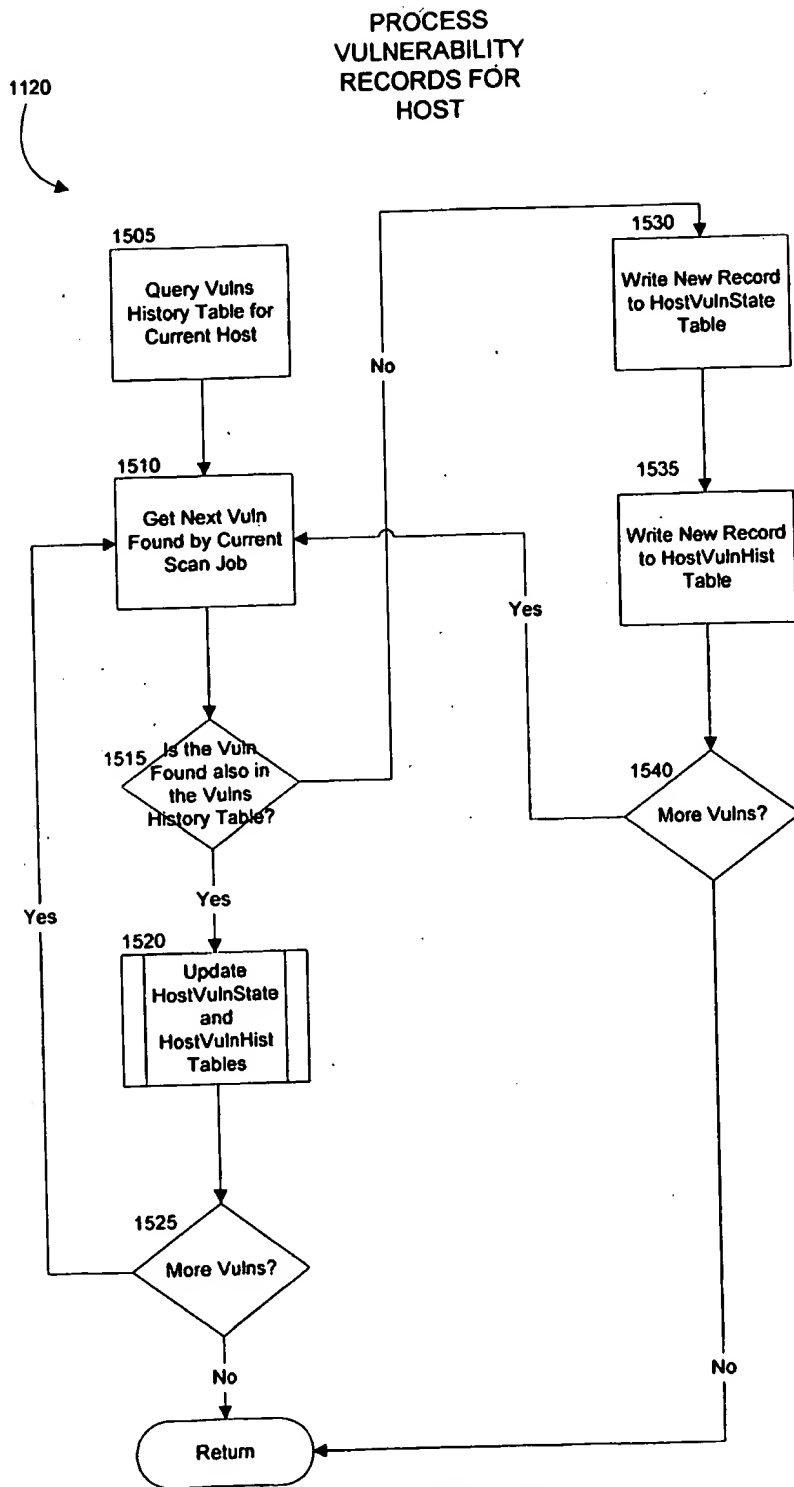 PROCESS
VULNERABILITY
RECORDS FOR
HOST
1120
1505
Query Vulns
History Table for
Current Host
1510
Get Next Vuln
Found by Current
Scan Job
1515
Is the Vuln
Found also in
the Vulns
History Table?
No
Yes
1520
Update
HostVulnState
and
HostVulnHist
Tables
1525
More Vulns?
Yes
No
Return
1530
Write New Record
to HostVulnState
Table
1535
Write New Record
to HostVulnHist
Table
1540
More Vulns?
Yes
No